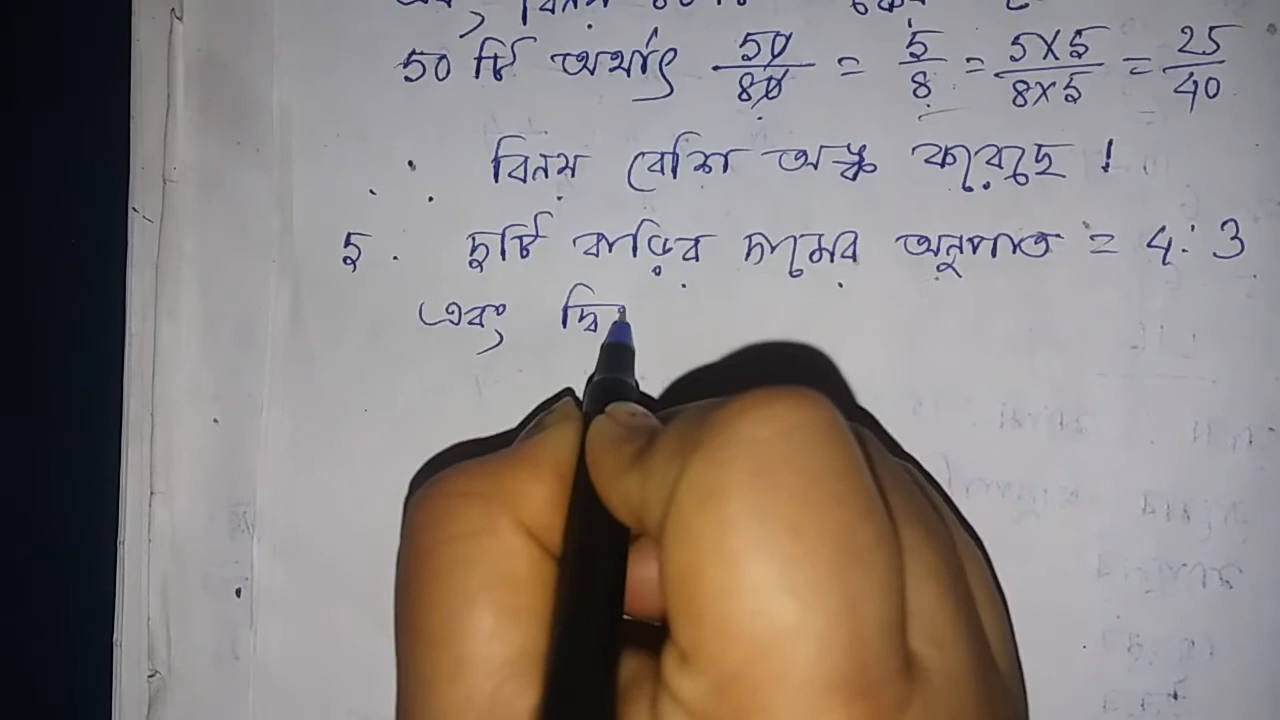 50 টি অর্থাৎ 50/80 = 5/8 = 5×5/8×5 = 25/40
∴ বিনয় বেশি অঙ্ক করেছে।
5. দুটি বাড়ির দামের অনুপাত = 4:3
এবং দ্বি